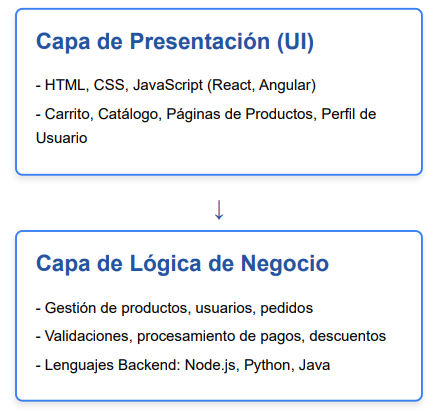 Capa de Presentación (UI)
- HTML, CSS, JavaScript (React, Angular)
- Carrito, Catálogo, Páginas de Productos, Perfil de
Usuario
↓
Capa de Lógica de Negocio
- Gestión de productos, usuarios, pedidos
- Validaciones, procesamiento de pagos, descuentos
- Lenguajes Backend: Node.js, Python, Java